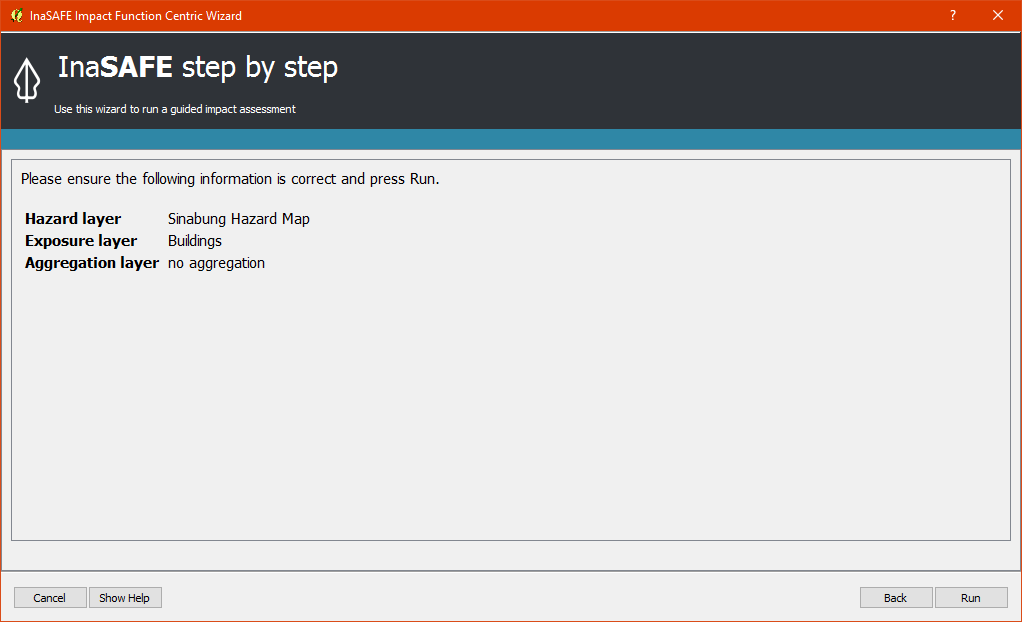 InaSAFE Impact Function Centric Wizard
?
InaSAFE step by step
Use this wizard to run a guided impact assessment
Please ensure the following information is correct and press Run.
Hazard layer Sinabung Hazard Map
Exposure layer Buildings
Aggregation layer no aggregation
Cancel Show Help Back Run